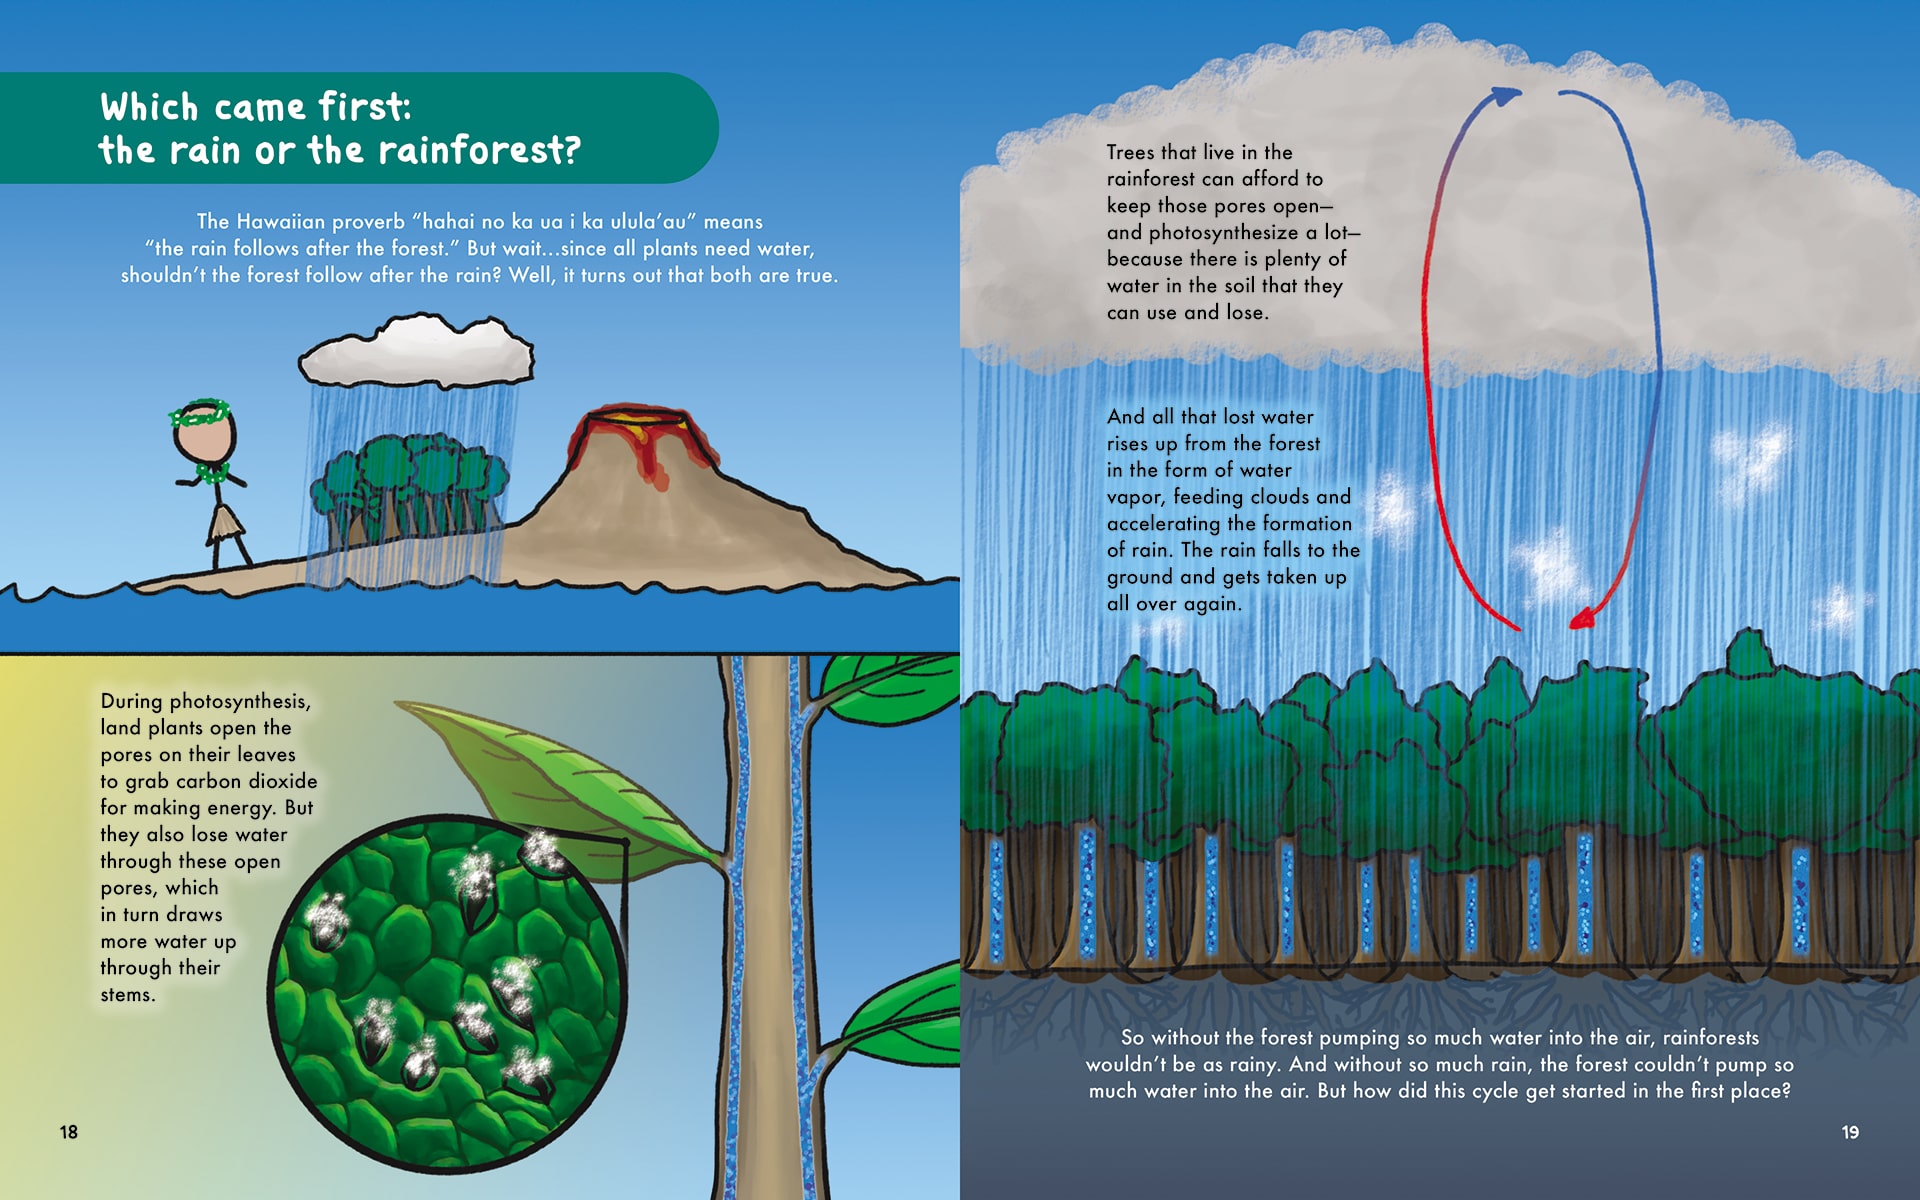 Which came first:
the rain or the rainforest?
The Hawaiian proverb “hahai no ka ua i ka ulula’au” means
“the rain follows after the forest.” But wait...since all plants need water,
shouldn’t the forest follow after the rain? Well, it turns out that both are true.
During photosynthesis,
land plants open the
pores on their leaves
to grab carbon dioxide
for making energy. But
they also lose water
through these open
pores, which
in turn draws
more water up
through their
stems.
18
Trees that live in the
rainforest can afford to
keep those pores open—
and photosynthesize a lot—
because there is plenty of
water in the soil that they
can use and lose.
And all that lost water
rises up from the forest
in the form of water
vapor, feeding clouds and
accelerating the formation
of rain. The rain falls to the
ground and gets taken up
all over again.
So without the forest pumping so much water into the air, rainforests
wouldn’t be as rainy. And without so much rain, the forest couldn’t pump so
much water into the air. But how did this cycle get started in the first place?
19